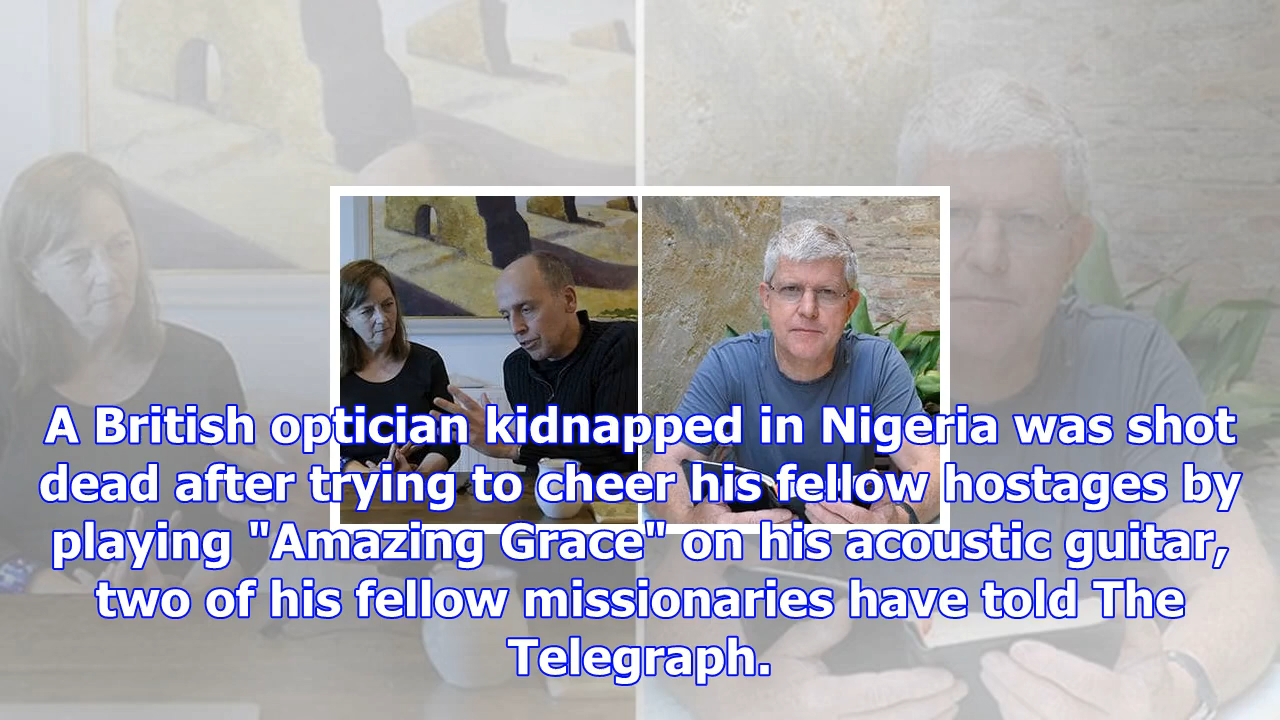 A British optician kidnapped in Nigeria was shot
dead after trying to cheer his fellow hostages by
playing "Amazing Grace" on his acoustic guitar,
two of his fellow missionaries have told The
Telegraph.